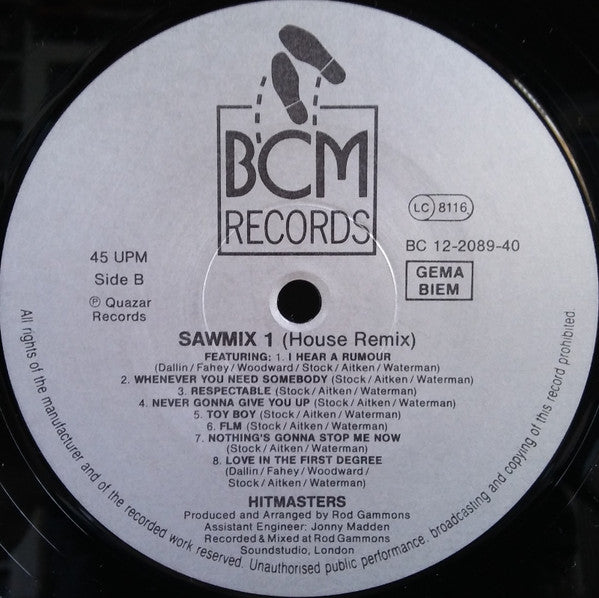 BCM
RECORDS
LC 8116
45 UPM
BC 12-2089-40
Side B
GEMA
BIEM
℗ Quazar
Records
SAWMIX 1 (House Remix)
FEATURING: 1. I HEAR A RUMOUR
(Dallin/Fahey/Woodward/Stock/Aitken/Waterman)
2. WHENEVER YOU NEED SOMEBODY (Stock/Aitken/Waterman)
3. RESPECTABLE (Stock/Aitken/Waterman)
4. NEVER GONNA GIVE YOU UP (Stock/Aitken/Waterman)
5. TOY BOY (Stock/Aitken/Waterman)
6. FLM (Stock/Aitken/Waterman)
7. NOTHING'S GONNA STOP ME NOW
(Stock/Aitken/Waterman)
8. LOVE IN THE FIRST DEGREE
(Dallin/Fahey/Woodward/
Stock/Aitken/Waterman)
HITMASTERS
Produced and Arranged by Rod Gammons
Assistant Engineer: Jonny Madden
Recorded & Mixed at Rod Gammons
Soundstudio, London
All rights of the manufacturer and of the recorded work reserved. Unauthorised public performance, broadcasting and copying of this record prohibited.